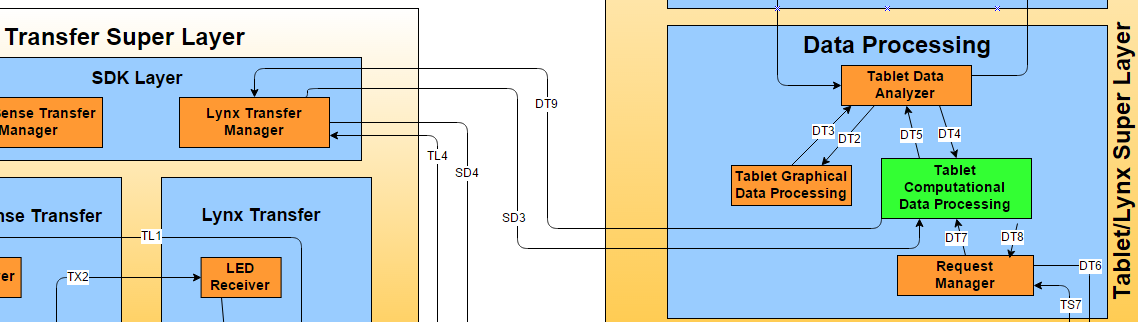 Transfer Super Layer
SDK Layer
ense Transfer
Manager
Lynx Transfer
Manager
DT9
TL4
SD4
SD3
nse Transfer
Lynx Transfer
TL1
TX2
er
LED
Receiver
Data Processing
Tablet Data
Analyzer
DT3
DT2
DT5
DT4
Tablet Graphical
Data Processing
Tablet
Computational
Data Processing
DT7
DT8
Request
Manager
DT6
TS7
Tablet/Lynx Super Layer